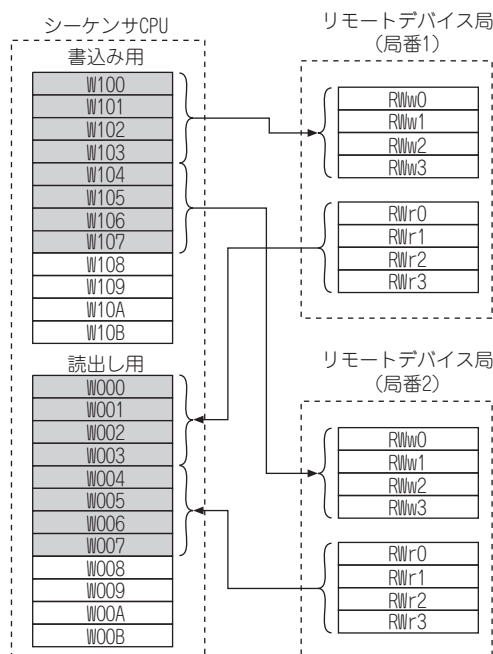 シーケンサCPU
書込み用
W100
W101
W102
W103
W104
W105
W106
W107
W108
W109
W10A
W10B
読出し用
W000
W001
W002
W003
W004
W005
W006
W007
W008
W009
W00A
W00B
リモートデバイス局
(局番1)
RWw0
RWw1
RWw2
RWw3
RWr0
RWr1
RWr2
RWr3
リモートデバイス局
(局番2)
RWw0
RWw1
RWw2
RWw3
RWr0
RWr1
RWr2
RWr3